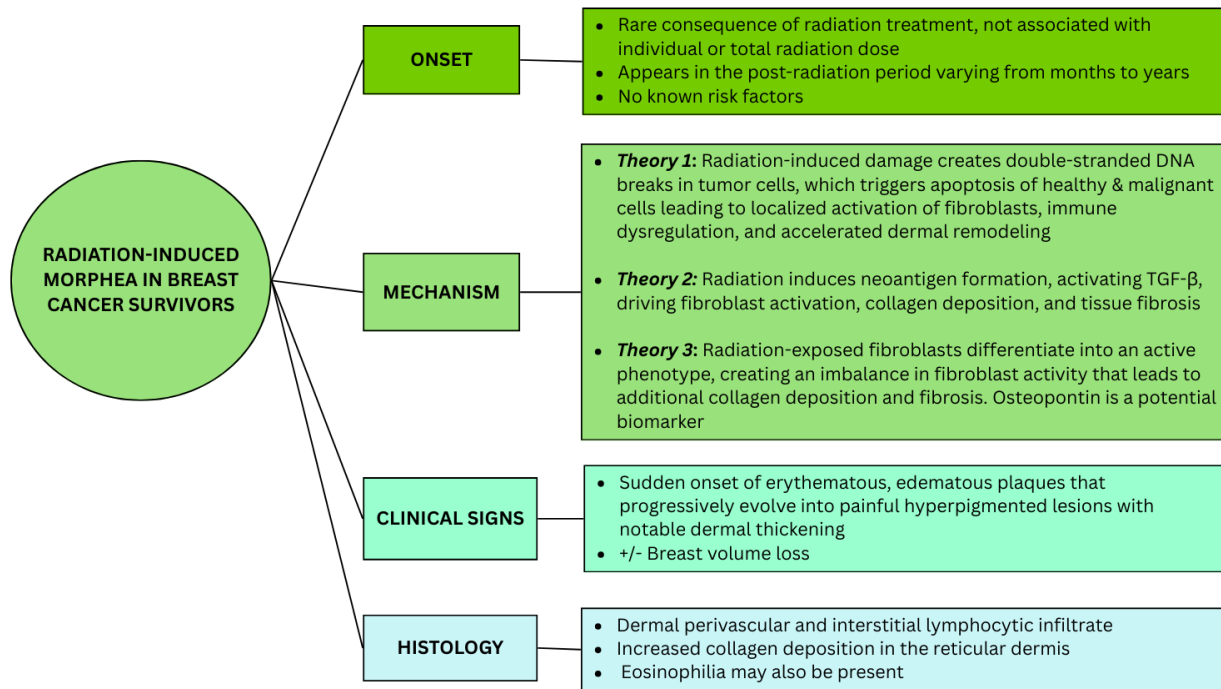 RADIATION-INDUCED
MORPHEA IN BREAST
CANCER SURVIVORS
ONSET
• Rare consequence of radiation treatment, not associated with
individual or total radiation dose
• Appears in the post-radiation period varying from months to years
• No known risk factors
MECHANISM
• Theory 1: Radiation-induced damage creates double-stranded DNA
breaks in tumor cells, which triggers apoptosis of healthy & malignant
cells leading to localized activation of fibroblasts, immune
dysregulation, and accelerated dermal remodeling
• Theory 2: Radiation induces neoantigen formation, activating TGF-β,
driving fibroblast activation, collagen deposition, and tissue fibrosis
• Theory 3: Radiation-exposed fibroblasts differentiate into an active
phenotype, creating an imbalance in fibroblast activity that leads to
additional collagen deposition and fibrosis. Osteopontin is a potential
biomarker
CLINICAL SIGNS
• Sudden onset of erythematous, edematous plaques that
progressively evolve into painful hyperpigmented lesions with
notable dermal thickening
• +/- Breast volume loss
HISTOLOGY
• Dermal perivascular and interstitial lymphocytic infiltrate
• Increased collagen deposition in the reticular dermis
• Eosinophilia may also be present